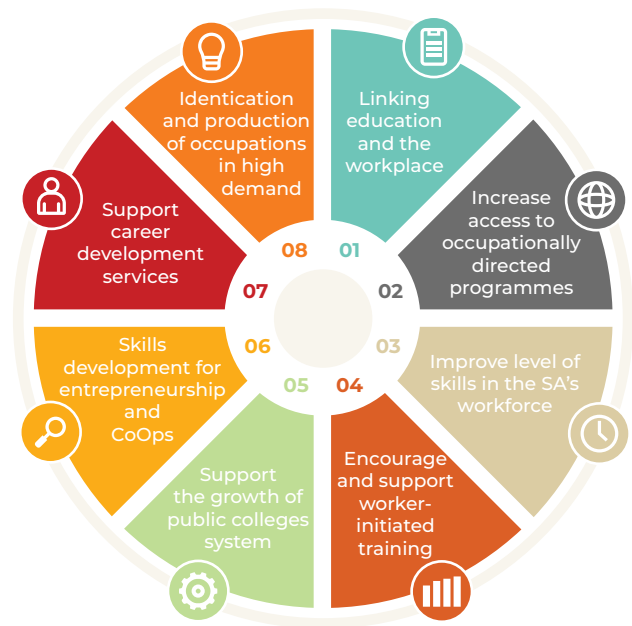 Linking
education
and the
workplace
01
Increase
access to
occupationally
directed
programmes
02
Improve level of
skills in the SA's
workforce
03
Encourage
and support
worker-
initiated
training
04
Support
the growth of
public colleges
system
05
Skills
development for
entrepreneurship
and
CoOps
06
Support
career
development
services
07
Identication
and production
of occupations
in high
demand
08